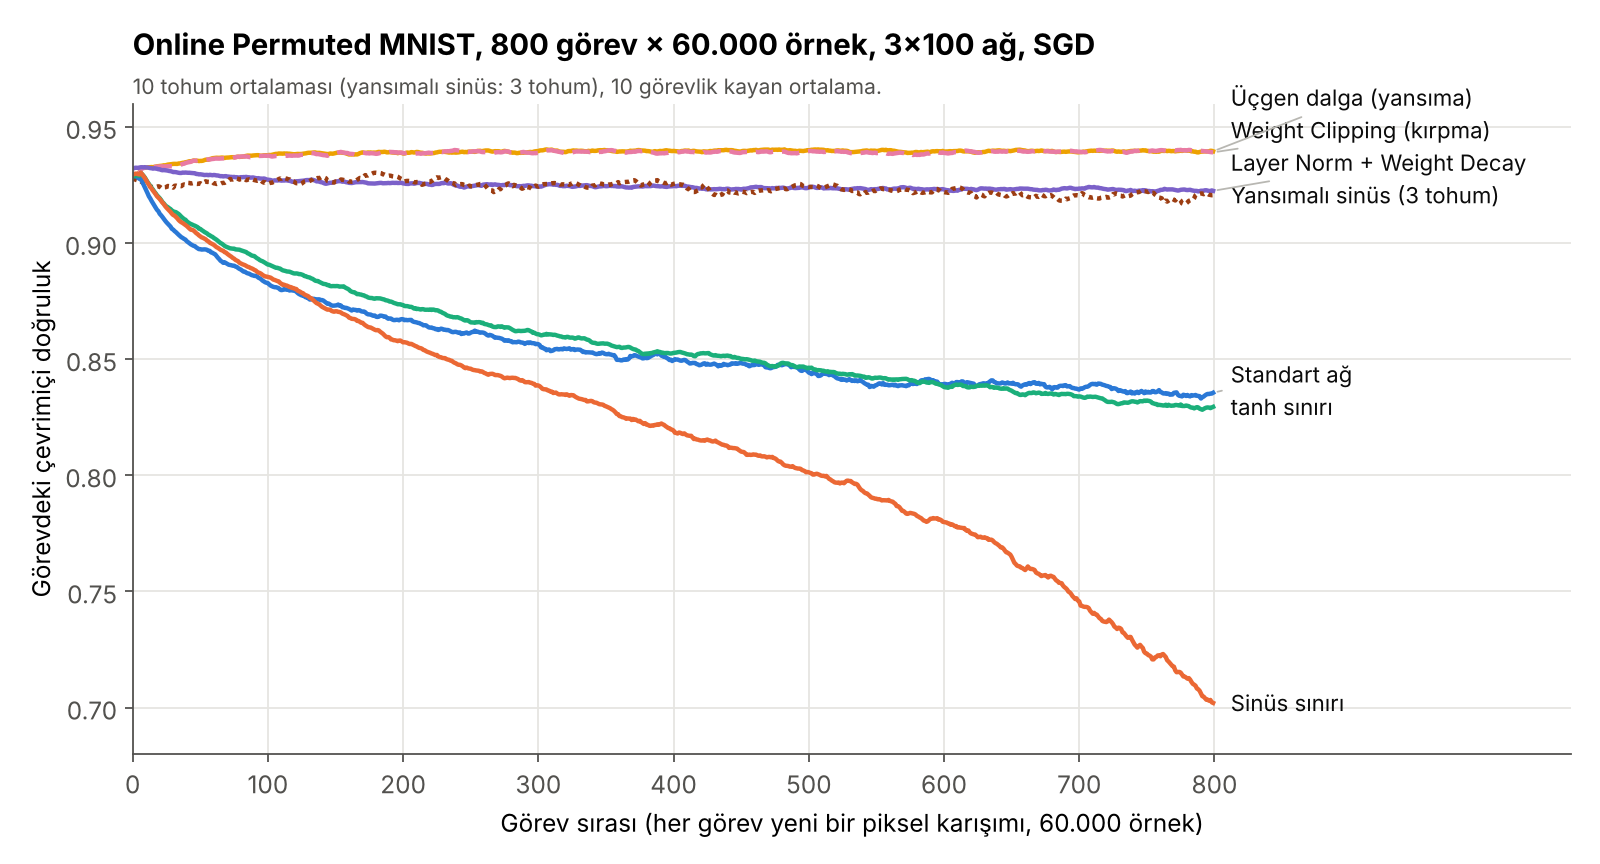 Online Permuted MNIST, 800 görev × 60.000 örnek, 3×100 ağ, SGD
10 tohum ortalaması (yansımalı sinüs: 3 tohum), 10 görevlik kayan ortalama.
Üçgen dalga (yansıma)
Weight Clipping (kırpma)
Layer Norm + Weight Decay
Yansımalı sinüs (3 tohum)
Standart ağ
tanh sınırı
Sinüs sınırı
Görevdeki çevrimiçi doğruluk
0.95
0.90
0.85
0.80
0.75
0.70
0 100 200 300 400 500 600 700 800
Görev sırası (her görev yeni bir piksel karışımı, 60.000 örnek)